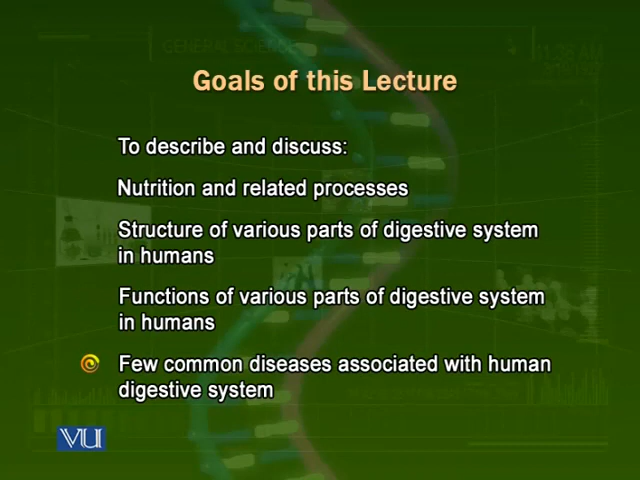 GENERAL SCIENCE
Goals of this Lecture
To describe and discuss:
Nutrition and related processes
Structure of various parts of digestive system
in humans
Functions of various parts of digestive system
in humans
Few common diseases associated with human
digestive system
VU